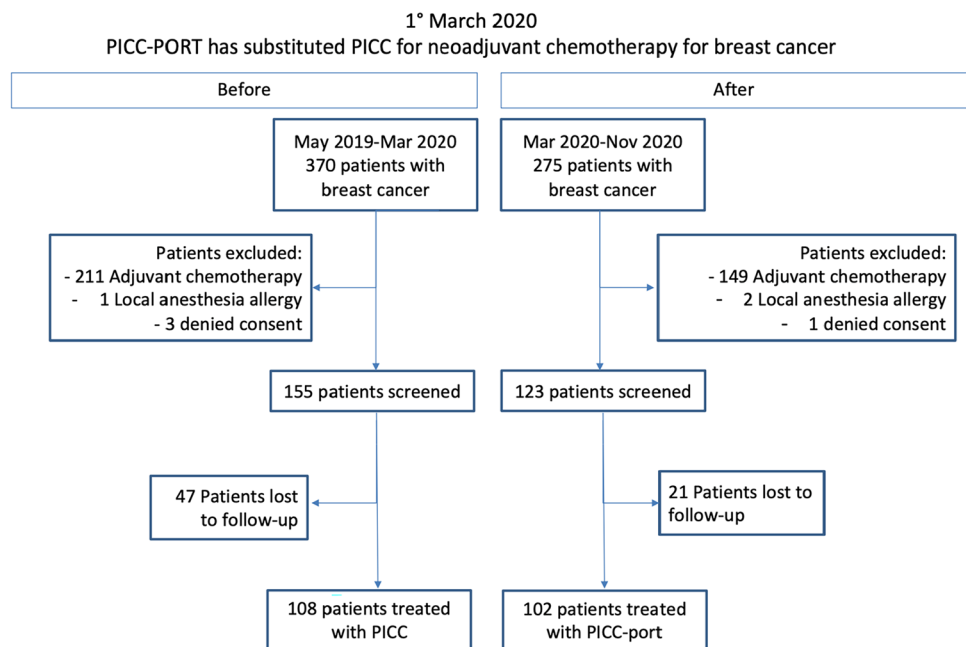 1° March 2020
PICC-PORT has substituted PICC for neoadjuvant chemotherapy for breast cancer
Before
After
May 2019-Mar 2020
370 patients with
breast cancer
Mar 2020-Nov 2020
275 patients with
breast cancer
Patients excluded:
- 211 Adjuvant chemotherapy
- 1 Local anesthesia allergy
- 3 denied consent
Patients excluded:
- 149 Adjuvant chemotherapy
- 2 Local anesthesia allergy
- 1 denied consent
155 patients screened
123 patients screened
47 Patients lost
to follow-up
21 Patients lost to
follow-up
108 patients treated
with PICC
102 patients treated
with PICC-port